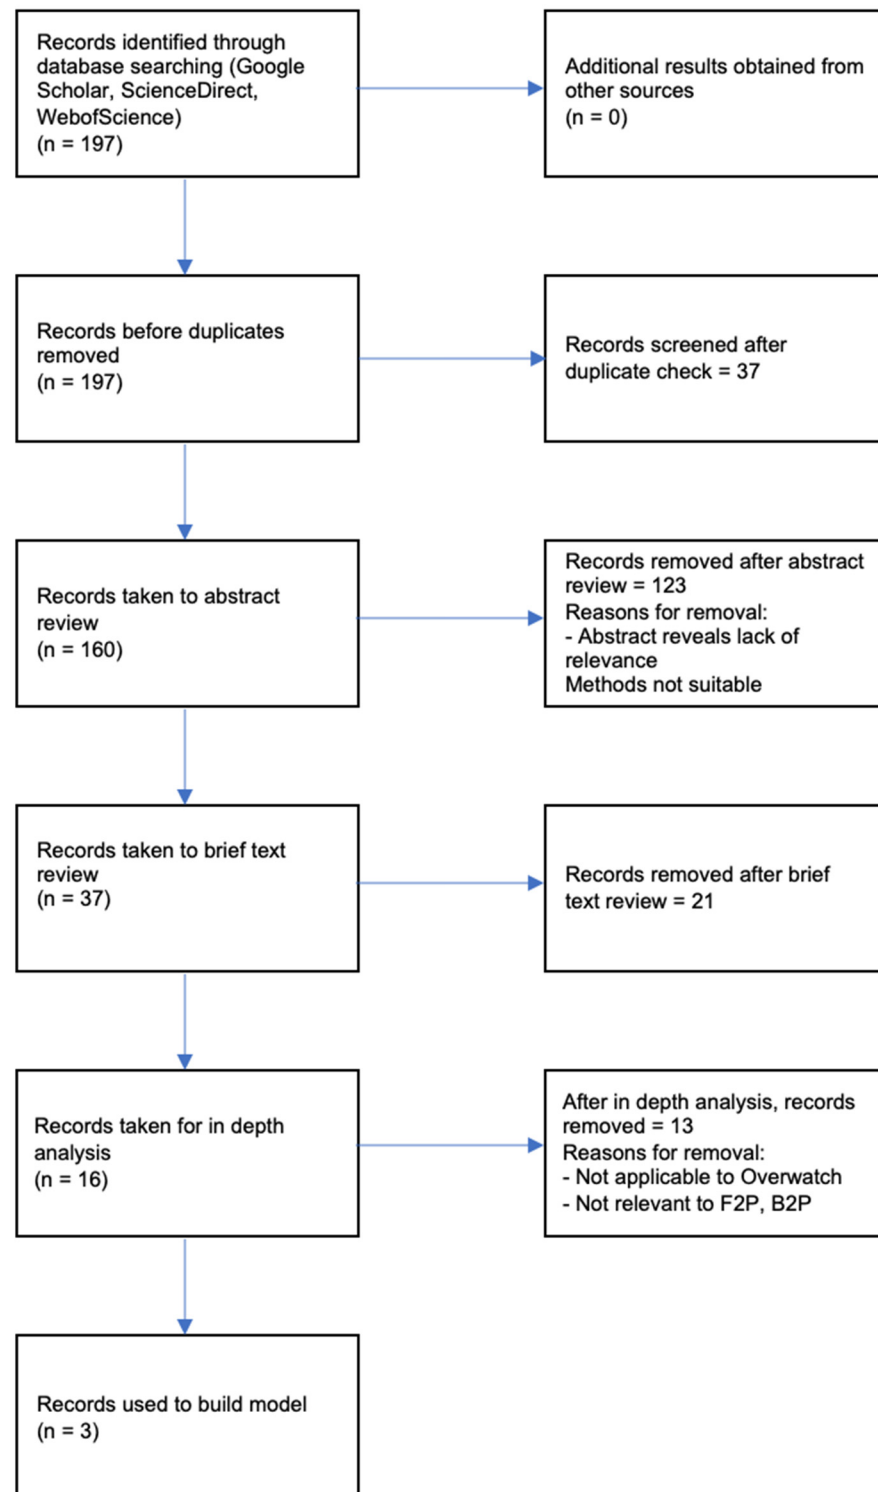 Records identified through
database searching (Google
Scholar, ScienceDirect,
WebofScience)
(n = 197)
Additional results obtained from
other sources
(n = 0)
Records before duplicates
removed
(n = 197)
Records screened after
duplicate check = 37
Records taken to abstract
review
(n = 160)
Records removed after abstract
review = 123
Reasons for removal:
- Abstract reveals lack of
relevance
Methods not suitable
Records taken to brief text
review
(n = 37)
Records removed after brief
text review = 21
Records taken for in depth
analysis
(n = 16)
After in depth analysis, records
removed = 13
Reasons for removal:
- Not applicable to Overwatch
- Not relevant to F2P, B2P
Records used to build model
(n = 3)